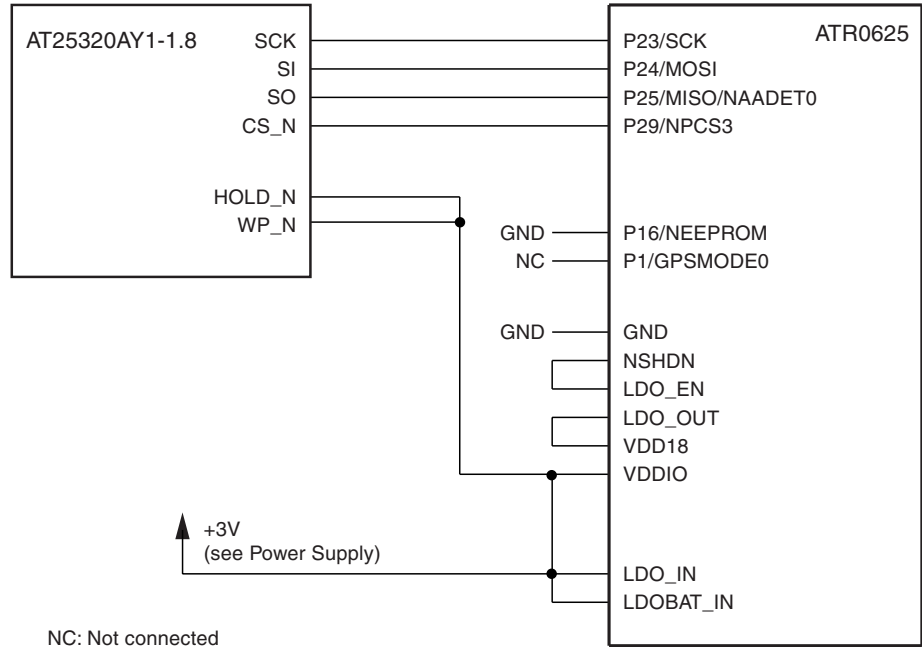 AT25320AY1-1.8
SCK
SI
SO
CS_N
HOLD_N
WP_N
ATR0625
P23/SCK
P24/MOSI
P25/MISO/NAADET0
P29/NPCS3
GND
P16/NEEPROM
NC
P1/GPSMODE0
GND
GND
NSHDN
LDO_EN
LDO_OUT
VDD18
VDDIO
+3V
(see Power Supply)
LDO_IN
LDOBAT_IN
NC: Not connected